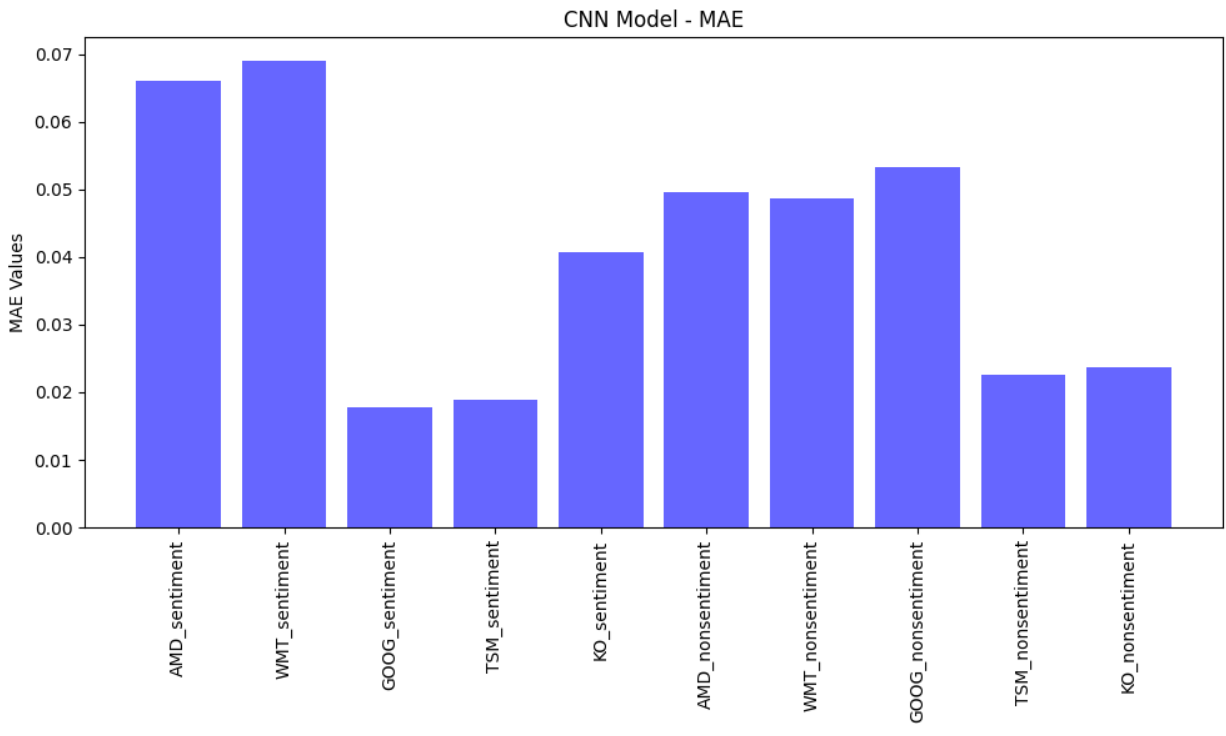 CNN Model - MAE
MAE Values
0.07
0.06
0.05
0.04
0.03
0.02
0.01
0.00
AMD_sentiment
WMT_sentiment
GOOG_sentiment
TSM_sentiment
KO_sentiment
AMD_nonsentiment
WMT_nonsentiment
GOOG_nonsentiment
TSM_nonsentiment
KO_nonsentiment